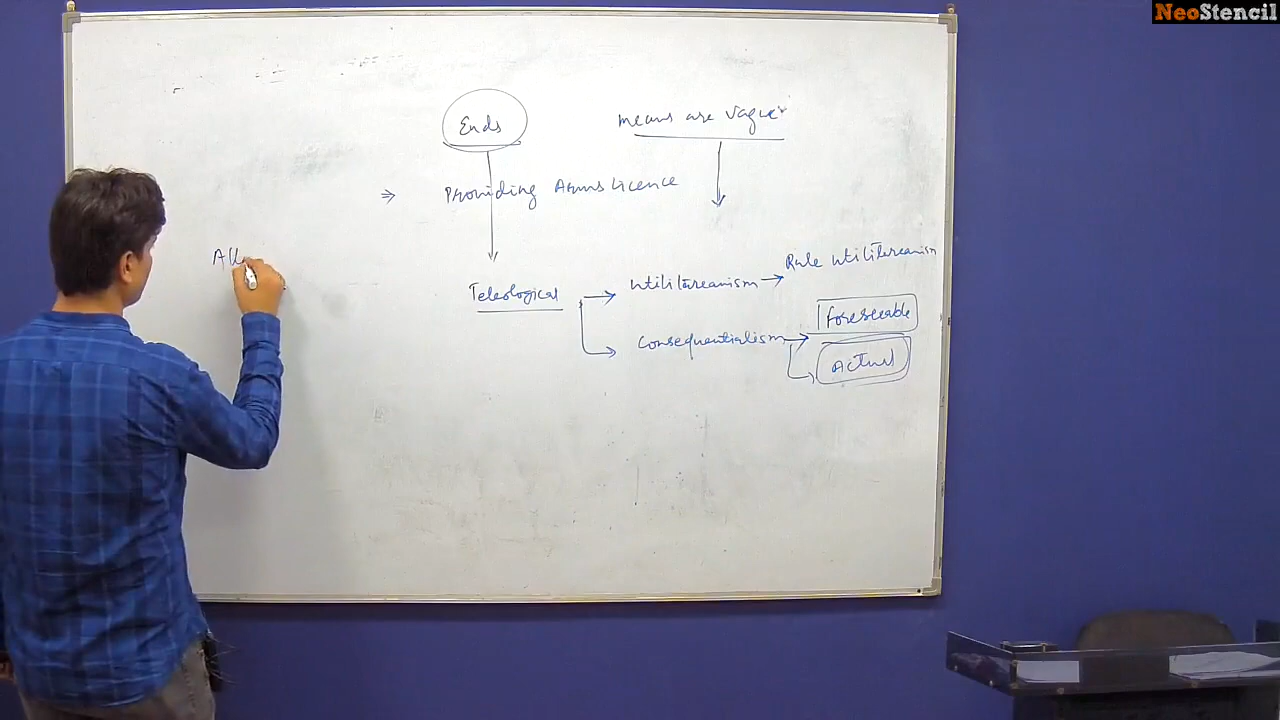 NeoStencil
Ends
means are vague
⇒ Providing Arms licence
All
Teleological
utilitareanism → Rule utilitareanism
consequentialism → foreseeable
Actual